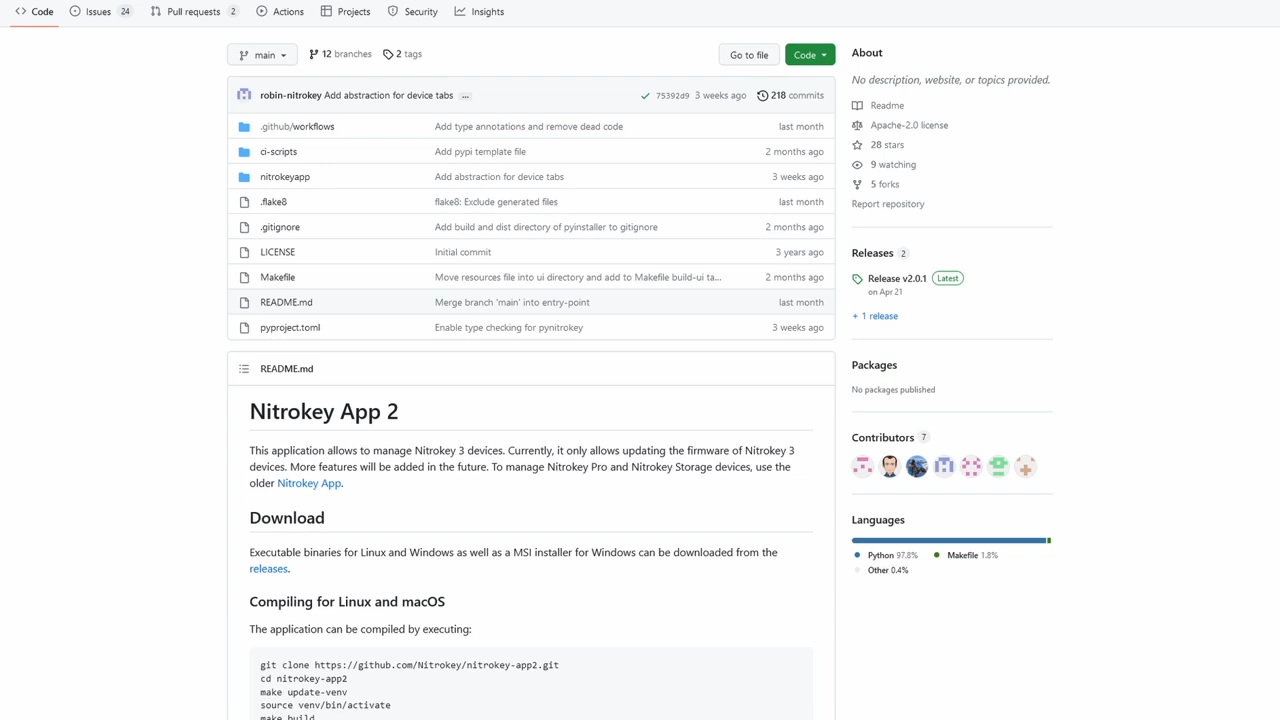 Code Issues 24 Pull requests 2 Actions Projects Security Insights
main 12 branches 2 tags Go to file Code
robin-nitrokey Add abstraction for device tabs ... 75392d9 3 weeks ago 218 commits
.github/workflows Add type annotations and remove dead code last month
ci-scripts Add pypi template file 2 months ago
nitrokeyapp Add abstraction for device tabs 3 weeks ago
.flake8 flake8: Exclude generated files last month
.gitignore Add build and dist directory of pyinstaller to gitignore 2 months ago
LICENSE Initial commit 3 years ago
Makefile Move resources file into ui directory and add to Makefile build-ui ta... 2 months ago
README.md Merge branch 'main' into entry-point last month
pyproject.toml Enable type checking for pynitrokey 3 weeks ago
README.md
Nitrokey App 2
This application allows to manage Nitrokey 3 devices. Currently, it only allows updating the firmware of Nitrokey 3
devices. More features will be added in the future. To manage Nitrokey Pro and Nitrokey Storage devices, use the
older Nitrokey App.
Download
Executable binaries for Linux and Windows as well as a MSI installer for Windows can be downloaded from the
releases.
Compiling for Linux and macOS
The application can be compiled by executing:
git clone https://github.com/Nitrokey/nitrokey-app2.git
cd nitrokey-app2
make update-venv
source venv/bin/activate
make build
About
No description, website, or topics provided.
Readme
Apache-2.0 license
28 stars
9 watching
5 forks
Report repository
Releases 2
Release v2.0.1 Latest
on Apr 21
+ 1 release
Packages
No packages published
Contributors 7
Languages
Python 97.8% Makefile 1.8%
Other 0.4%